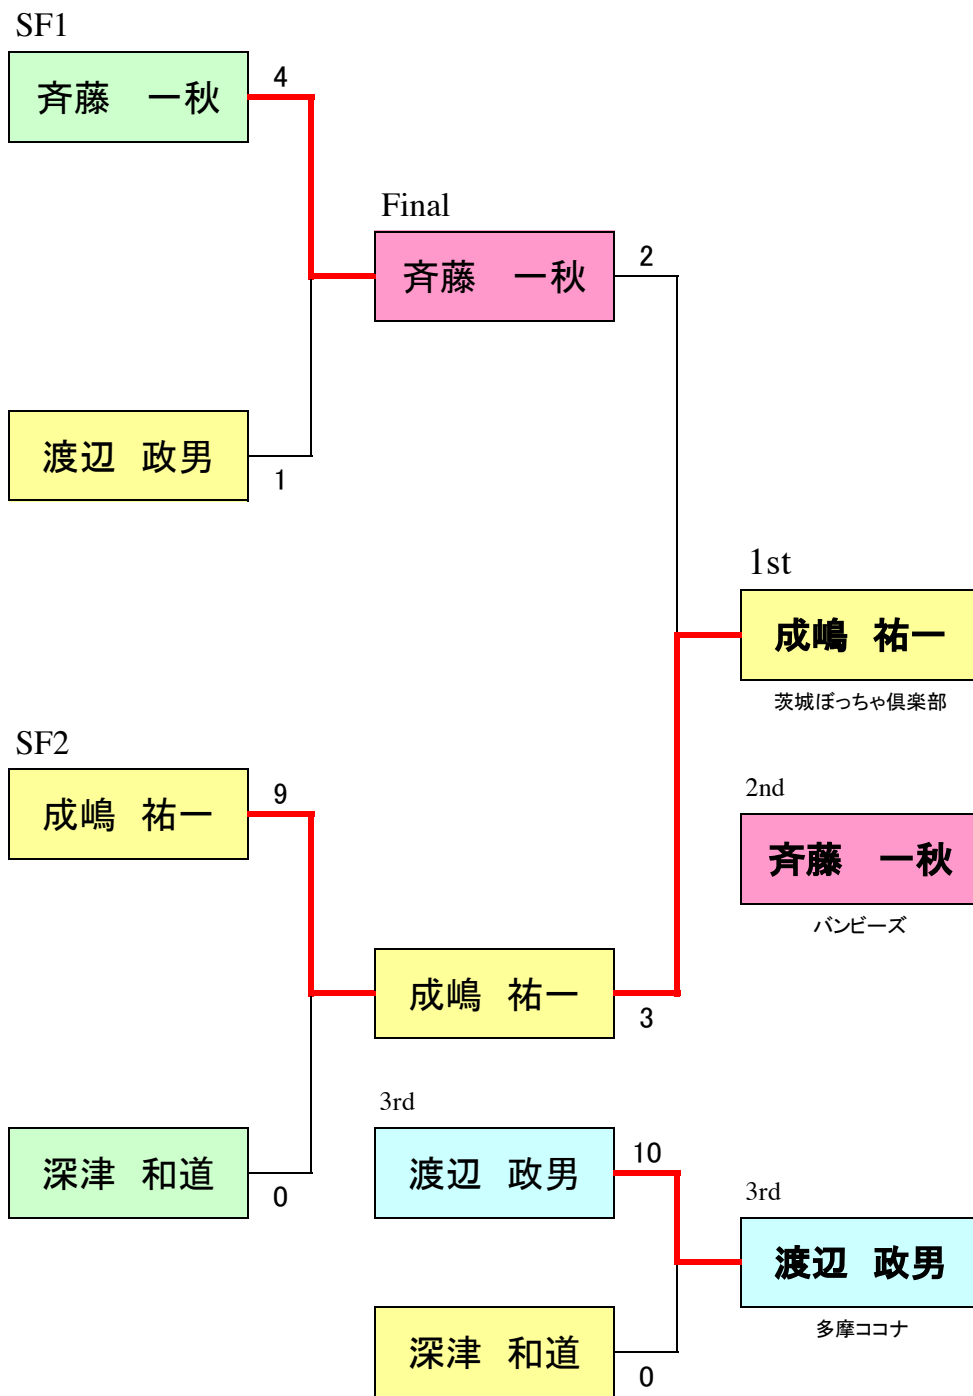 SF1
斉藤　一秋
4
Final
斉藤　一秋
2
渡辺　政男
1
1st
成嶋　祐一
茨城ぼっちゃ倶楽部
SF2
成嶋　祐一
9
2nd
斉藤　一秋
バンビーズ
成嶋　祐一
3
3rd
深津　和道
0
渡辺　政男
10
3rd
渡辺　政男
多摩ココナ
深津　和道
0